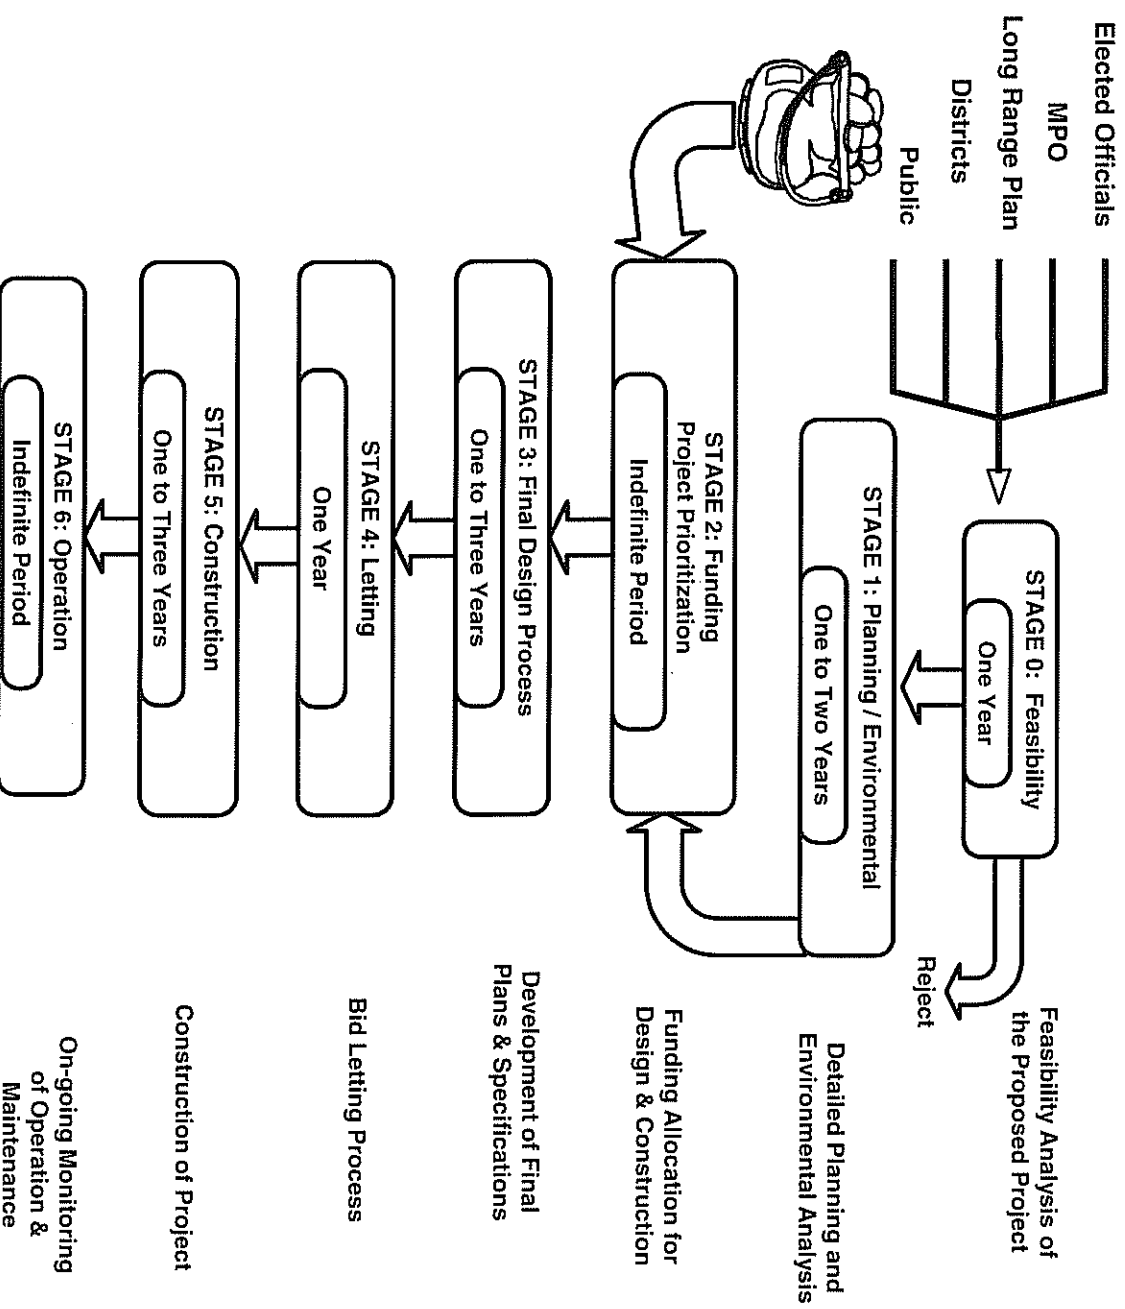 Elected Officials
MPO
Long Range Plan
Districts
Public
STAGE 0: Feasibility
One Year
Feasibility Analysis of
the Proposed Project
Reject
STAGE 1: Planning / Environmental
One to Two Years
Detailed Planning and
Environmental Analysis
STAGE 2: Funding
Project Prioritization
Indefinite Period
Funding Allocation for
Design & Construction
STAGE 3: Final Design Process
One to Three Years
Development of Final
Plans & Specifications
STAGE 4: Letting
One Year
Bid Letting Process
STAGE 5: Construction
One to Three Years
Construction of Project
STAGE 6: Operation
Indefinite Period
On-going Monitoring
of Operation &
Maintenance